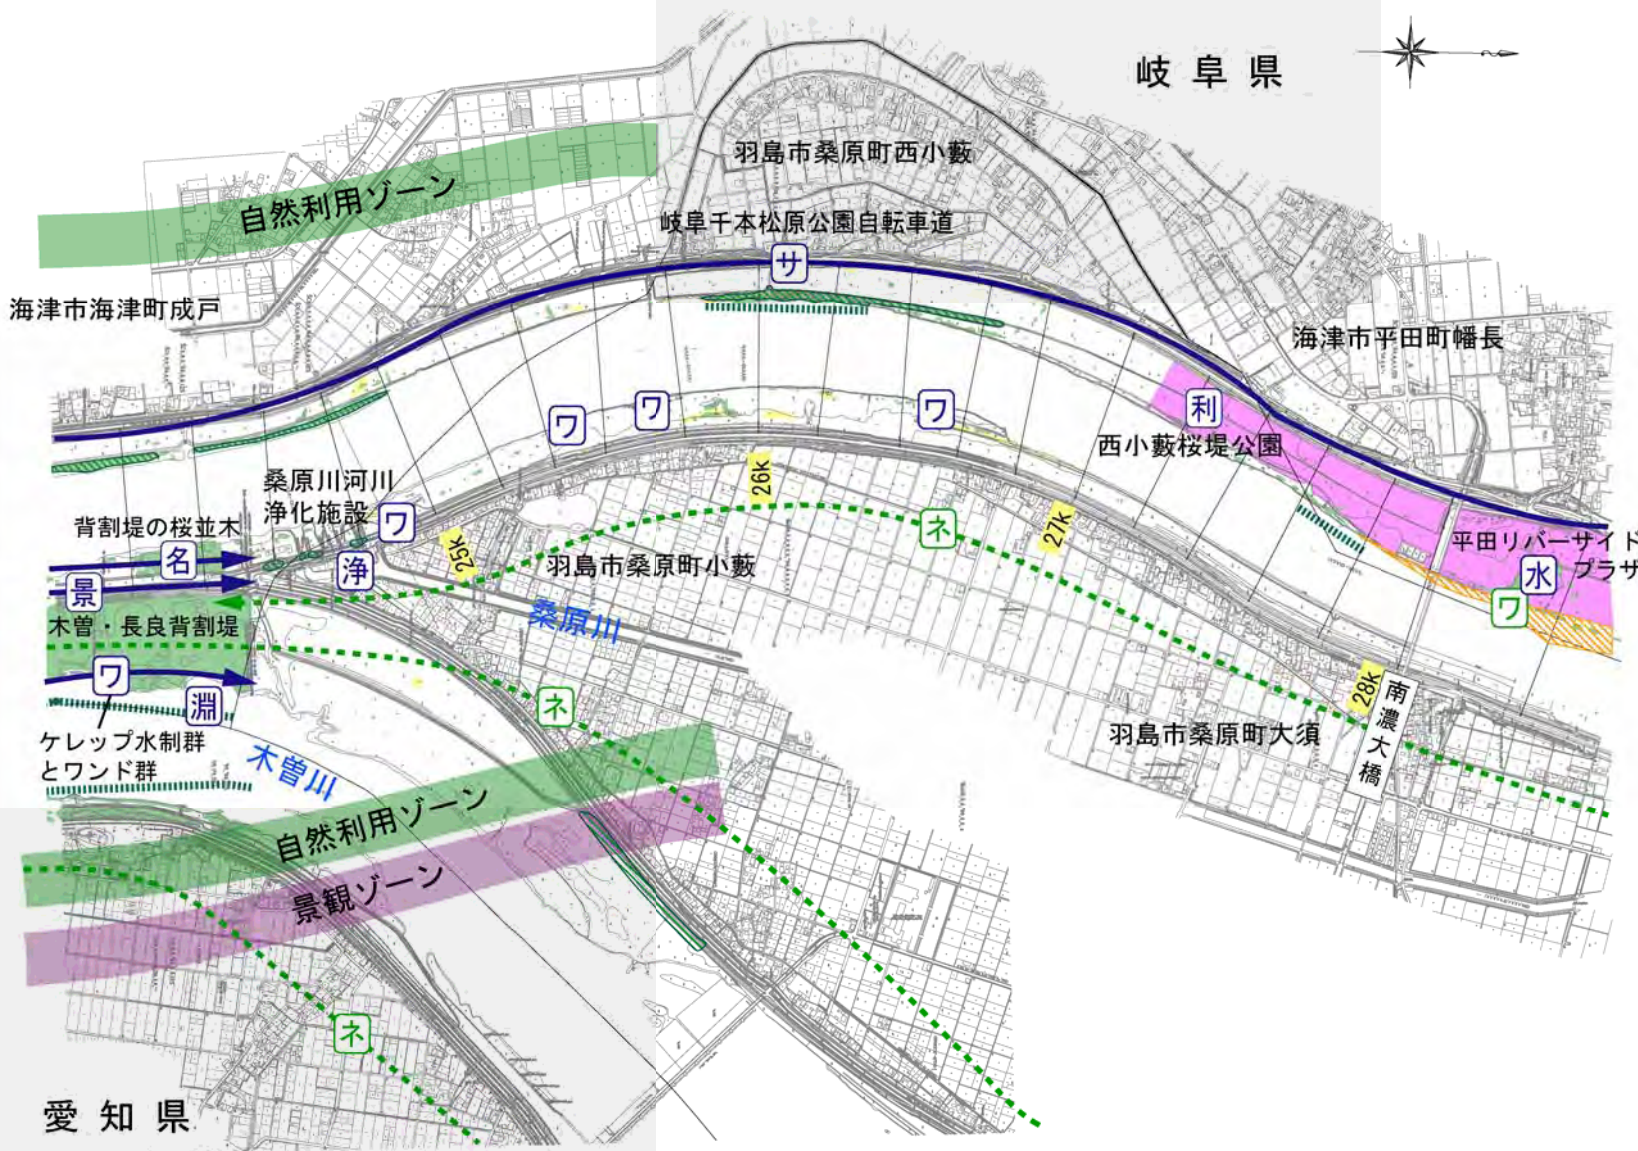 岐阜県
羽島市桑原町西小藪
自然利用ゾーン
岐阜千本松原公園自転車道
サ
海津市海津町成戸
海津市平田町幡長
利
ワ
ワ
ワ
西小藪桜堤公園
26k
桑原川河川
浄化施設
ワ
背割堤の桜並木
名
浄
25k
ネ
27k
平田リバーサイド
プラザ
水
ワ
景
羽島市桑原町小藪
桑原川
木曽・長良背割堤
ワ
淵
ネ
28k
南濃大橋
羽島市桑原町大須
ケレップ水制群
とワンド群
木曽川
自然利用ゾーン
景観ゾーン
ネ
愛知県